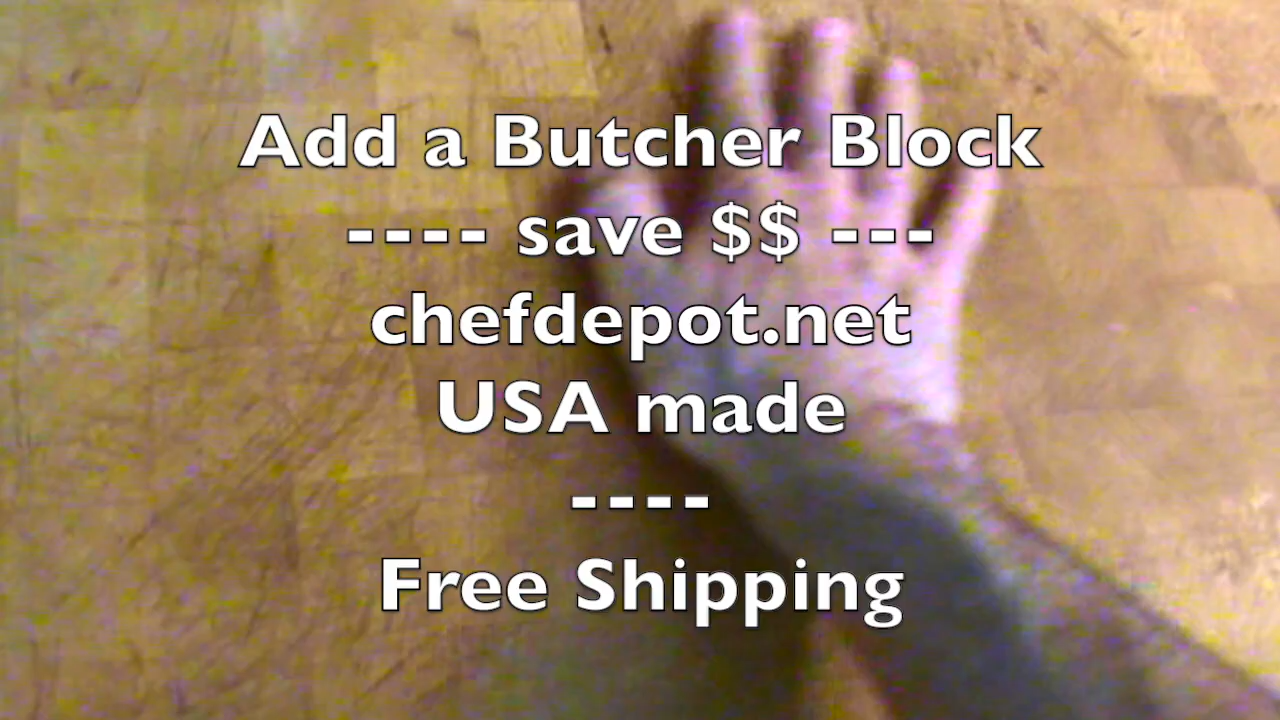 Add a Butcher Block
---- save $$ ---
chefdepot.net
USA made
----
Free Shipping